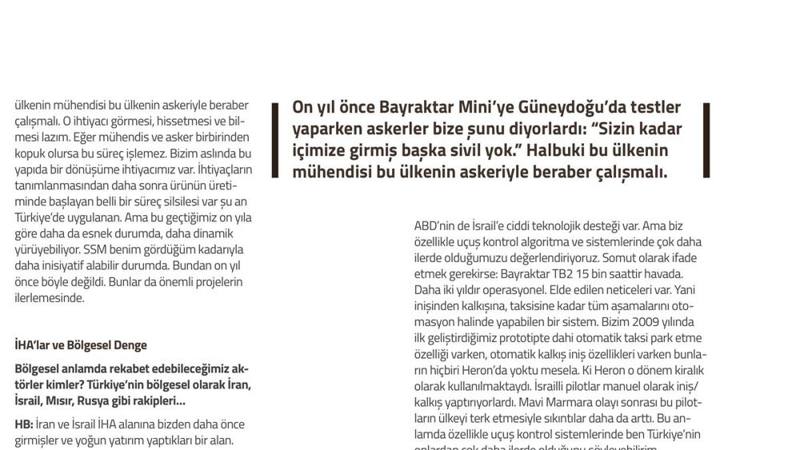 ülkenin mühendisi bu ülkenin askeriyle beraber
çalışmalı. O ihtiyacı görmesi, hissetmesi ve bil-
mesi lazım. Eğer mühendis ve asker birbirinden
kopuk olursa bu süreç işlemez. Bizim aslında bu
yapıda bir dönüşüme ihtiyacımız var. İhtiyaçların
tanımlanmasından daha sonra ürünün üreti-
minde başlayan belli bir süreç silsilesi var şu an
Türkiye’de uygulanan. Ama bu geçtiğimiz on yıla
göre daha da esnek durumda, daha dinamik
yürüyebiliyor. SSM benim gördüğüm kadarıyla
daha inisiyatif alabilir durumda. Bundan on yıl
önce böyle değildi. Bunlar da önemli projelerin
ilerlemesinde.
İHA’lar ve Bölgesel Denge
Bölgesel anlamda rekabet edebileceğimiz ak-
törler kimler? Türkiye’nin bölgesel olarak İran,
İsrail, Mısır, Rusya gibi rakipleri...
HB: İran ve İsrail İHA alanına bizden daha önce
girmişler ve yoğun yatırım yaptıkları bir alan.
On yıl önce Bayraktar Mini’ye Güneydoğu’da testler
yaparken askerler bize şunu diyorlardı: “Sizin kadar
içimize girmiş başka sivil yok.” Halbuki bu ülkenin
mühendisi bu ülkenin askeriyle beraber çalışmalı.
ABD’nin de İsrail’e ciddi teknolojik desteği var. Ama biz
özellikle uçuş kontrol algoritma ve sistemlerinde çok daha
ilerde olduğumuzu değerlendiriyoruz. Somut olarak ifade
etmek gerekirse: Bayraktar TB2 15 bin saattir havada.
Daha iki yıldır operasyonel. Elde edilen neticeleri var. Yani
inişinden kalkışına, taksisine kadar tüm aşamalarını oto-
masyon halinde yapabilen bir sistem. Bizim 2009 yılında
ilk geliştirdiğimiz prototipte dahi otomatik taksi park etme
özelliği varken, otomatik kalkış iniş özellikleri varken bunla-
rın hiçbiri Heron’da yoktu mesela. Ki Heron o dönem kiralık
olarak kullanılmaktaydı. İsrailli pilotlar manuel olarak iniş/
kalkış yaptırıyorlardı. Mavi Marmara olayı sonrası bu pilot-
ların ülkeyi terk etmesiyle sıkıntılar daha da arttı. Bu an-
lamda özellikle uçuş kontrol sistemlerinde ben Türkiye’nin
onlardan çok daha ilerde olduğunu söyleyebilirim.